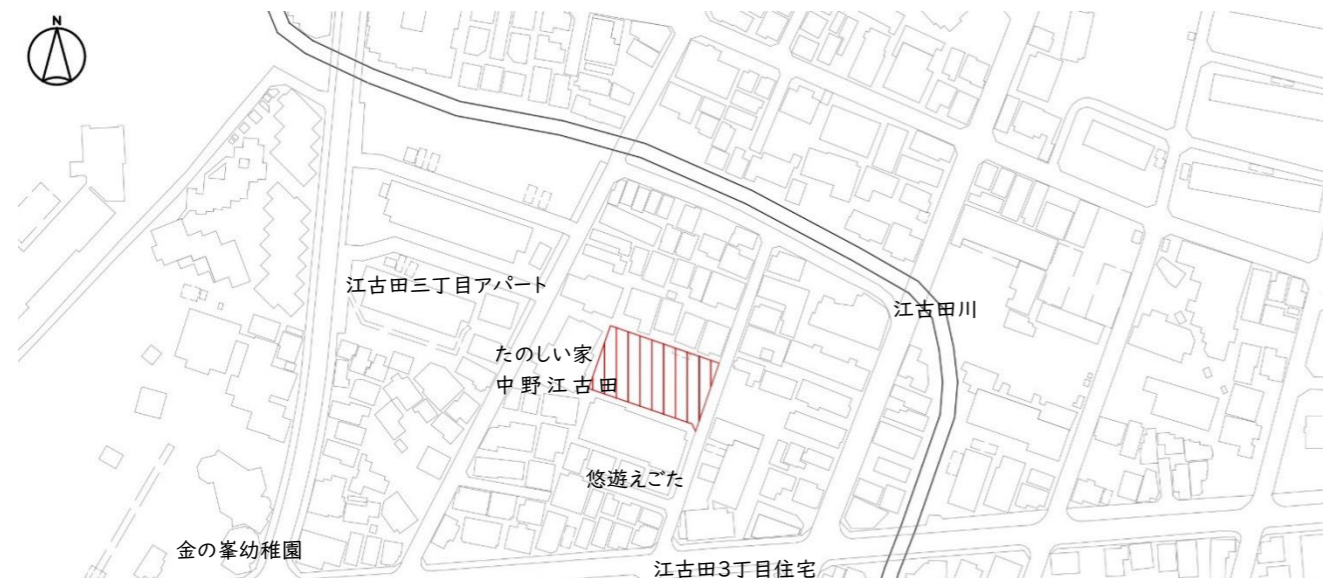 N
江古田三丁目アパート
江古田川
たのしい家
中野江古田
悠遊えごた
金の峯幼稚園
江古田3丁目住宅